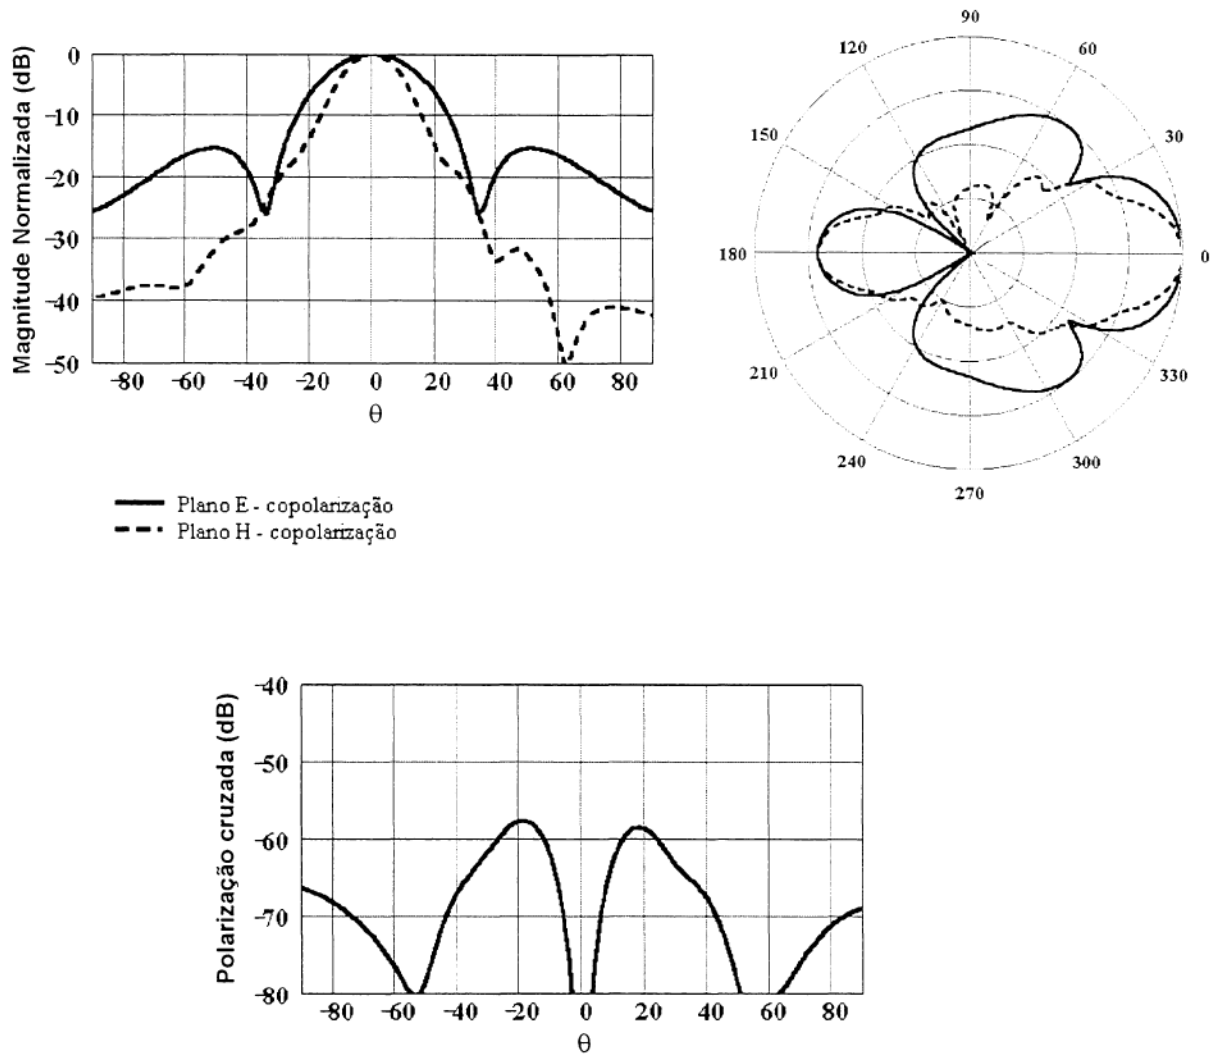 Magnitude Normalizada (dB)
0
-10
-20
-30
-40
-50
-80 -60 -40 -20 0 20 40 60 80
θ
90
120 60
150 30
180 0
210 330
240 300
270
Plano E - copolarização
Plano H - copolarização
Polarização cruzada (dB)
-40
-50
-60
-70
-80
-80 -60 -40 -20 0 20 40 60 80
θ